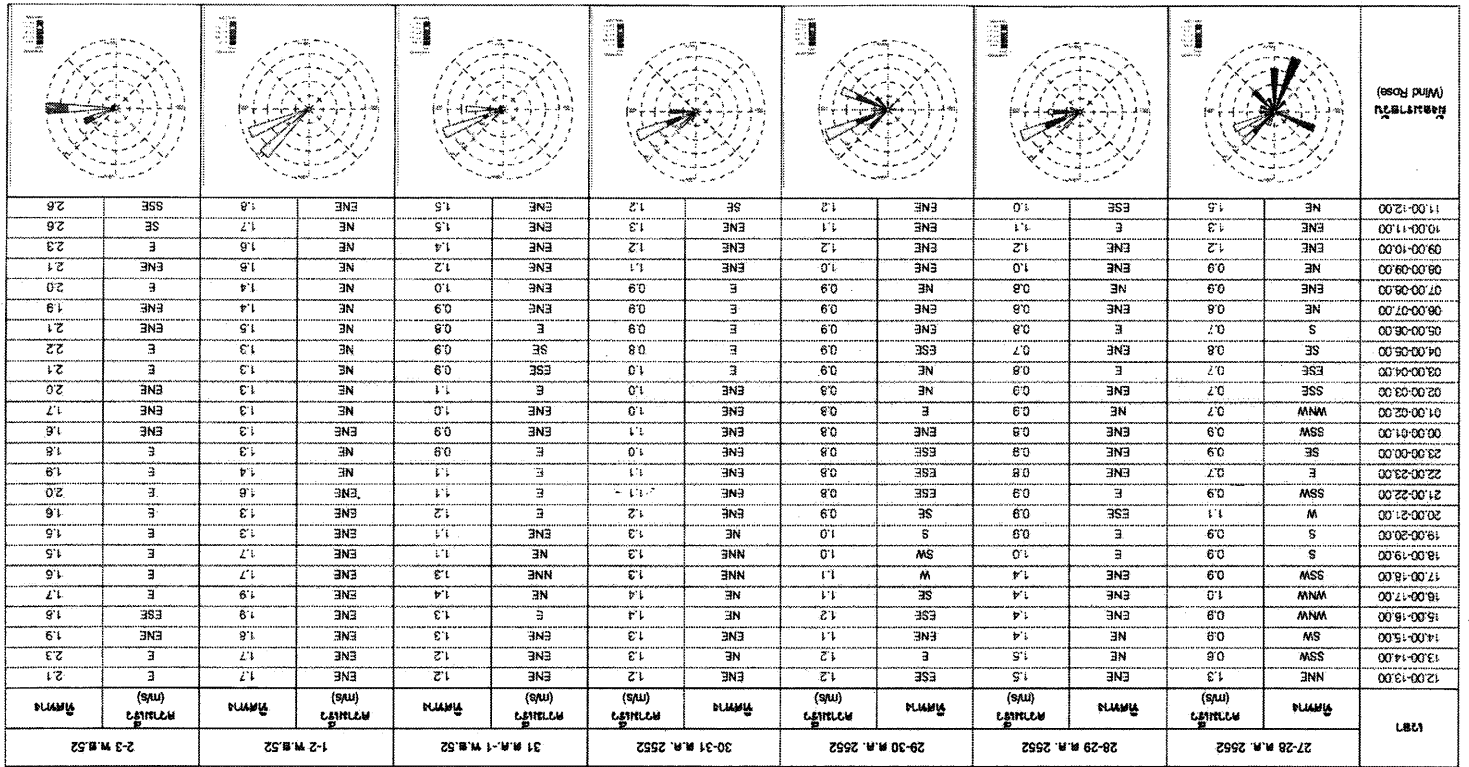 เวลา 27-28 ต.ค. 2552 28-29 ต.ค. 2552 29-30 ต.ค. 2552 30-31 ต.ค. 2552 31 ต.ค.-1 พ.ย.52 1-2 พ.ย.52 2-3 พ.ย.52
ทิศทาง ความเร็ว (m/s) ทิศทาง ความเร็ว (m/s) ทิศทาง ความเร็ว (m/s) ทิศทาง ความเร็ว (m/s) ความเร็ว (m/s) ทิศทาง ความเร็ว (m/s) ทิศทาง ความเร็ว (m/s) ทิศทาง
12.00-13.00 NNE 1.3 ENE 1.5 ESE 1.2 ENE 1.2 ENE 1.2 ENE 1.7 E 2.1
13.00-14.00 SSW 0.6 NE 1.5 E 1.2 NE 1.3 ENE 1.2 ENE 1.7 E 2.3
14.00-15.00 SW 0.9 NE 1.4 ENE 1.1 ENE 1.3 ENE 1.3 ENE 1.8 ENE 1.9
15.00-16.00 WNW 0.9 ENE 1.4 ESE 1.2 NE 1.4 E 1.3 ENE 1.9 ESE 1.8
16.00-17.00 WNW 1.0 ENE 1.4 SE 1.1 NE 1.4 NE 1.4 ENE 1.9 E 1.7
17.00-18.00 SSW 0.9 ENE 1.4 W 1.1 NNE 1.3 NNE 1.3 ENE 1.7 E 1.6
18.00-19.00 S 0.9 E 1.0 SW 1.0 NNE 1.3 NE 1.1 ENE 1.7 E 1.5
19.00-20.00 S 0.9 E 0.9 S 1.0 NE 1.3 ENE 1.1 ENE 1.3 E 1.5
20.00-21.00 W 1.1 ESE 0.9 SE 0.9 ENE 1.2 E 1.2 ENE 1.3 E 1.6
21.00-22.00 SSW 0.9 E 0.9 ESE 0.8 ENE 1.1 E 1.1 ENE 1.6 E 2.0
22.00-23.00 E 0.7 ENE 0.8 ESE 0.8 ENE 1.1 E 1.1 NE 1.4 E 1.9
23.00-00.00 SE 0.9 ENE 0.9 ESE 0.8 ENE 1.0 E 0.9 NE 1.3 E 1.8
00.00-01.00 SSW 0.9 ENE 0.8 ENE 0.8 ENE 1.1 ENE 0.9 ENE 1.3 ENE 1.6
01.00-02.00 WNW 0.7 NE 0.9 E 0.8 ENE 1.0 ENE 1.0 NE 1.3 ENE 1.7
02.00-03.00 SSE 0.7 ENE 0.9 NE 0.8 ENE 1.0 E 1.1 NE 1.3 ENE 2.0
03.00-04.00 ESE 0.7 E 0.8 NE 0.9 E 1.0 ESE 0.9 NE 1.3 E 2.1
04.00-05.00 SE 0.8 ENE 0.7 ESE 0.9 E 0.8 SE 0.9 NE 1.3 E 2.2
05.00-06.00 S 0.7 E 0.8 ENE 0.9 E 0.9 E 0.8 NE 1.5 ENE 2.1
06.00-07.00 NE 0.8 ENE 0.8 ENE 0.9 E 0.9 ENE 0.9 NE 1.4 ENE 1.9
07.00-08.00 ENE 0.9 NE 0.8 NE 0.9 E 0.9 ENE 1.0 NE 1.4 E 2.0
08.00-09.00 NE 0.9 ENE 1.0 ENE 1.0 ENE 1.1 ENE 1.2 NE 1.6 ENE 2.1
09.00-10.00 ENE 1.2 ENE 1.2 ENE 1.2 ENE 1.2 ENE 1.4 NE 1.6 E 2.3
10.00-11.00 ENE 1.3 E 1.1 ENE 1.1 ENE 1.3 ENE 1.5 NE 1.7 SE 2.6
11.00-12.00 NE 1.5 ESE 1.0 ENE 1.2 SE 1.2 ENE 1.5 ENE 1.8 SSE 2.6
ผังลมรายวัน
(Wind Rose)